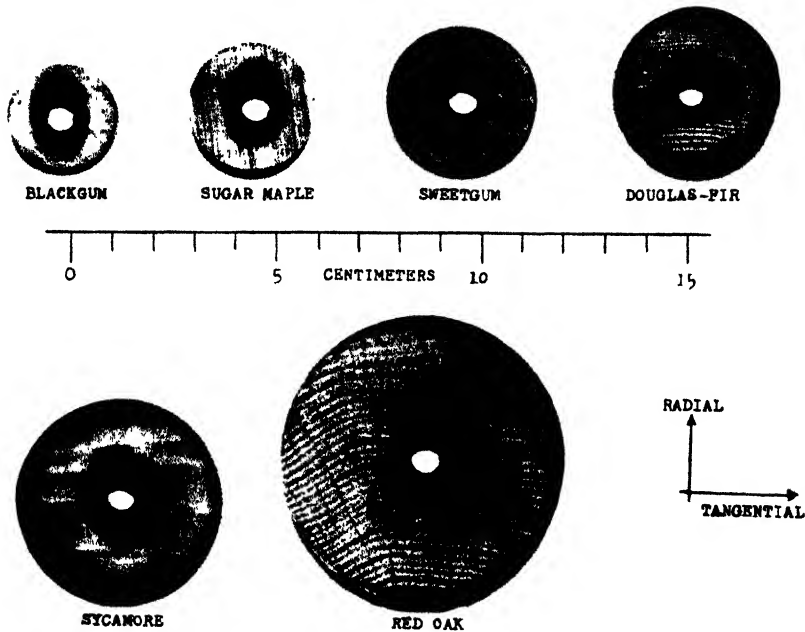 BLACKGUM SUGAR MAPLE SWEETGUM DOUGLAS-FIR
0 5 CENTIMETERS 10 15
RADIAL
TANGENTIAL
SYCAMORE RED OAK